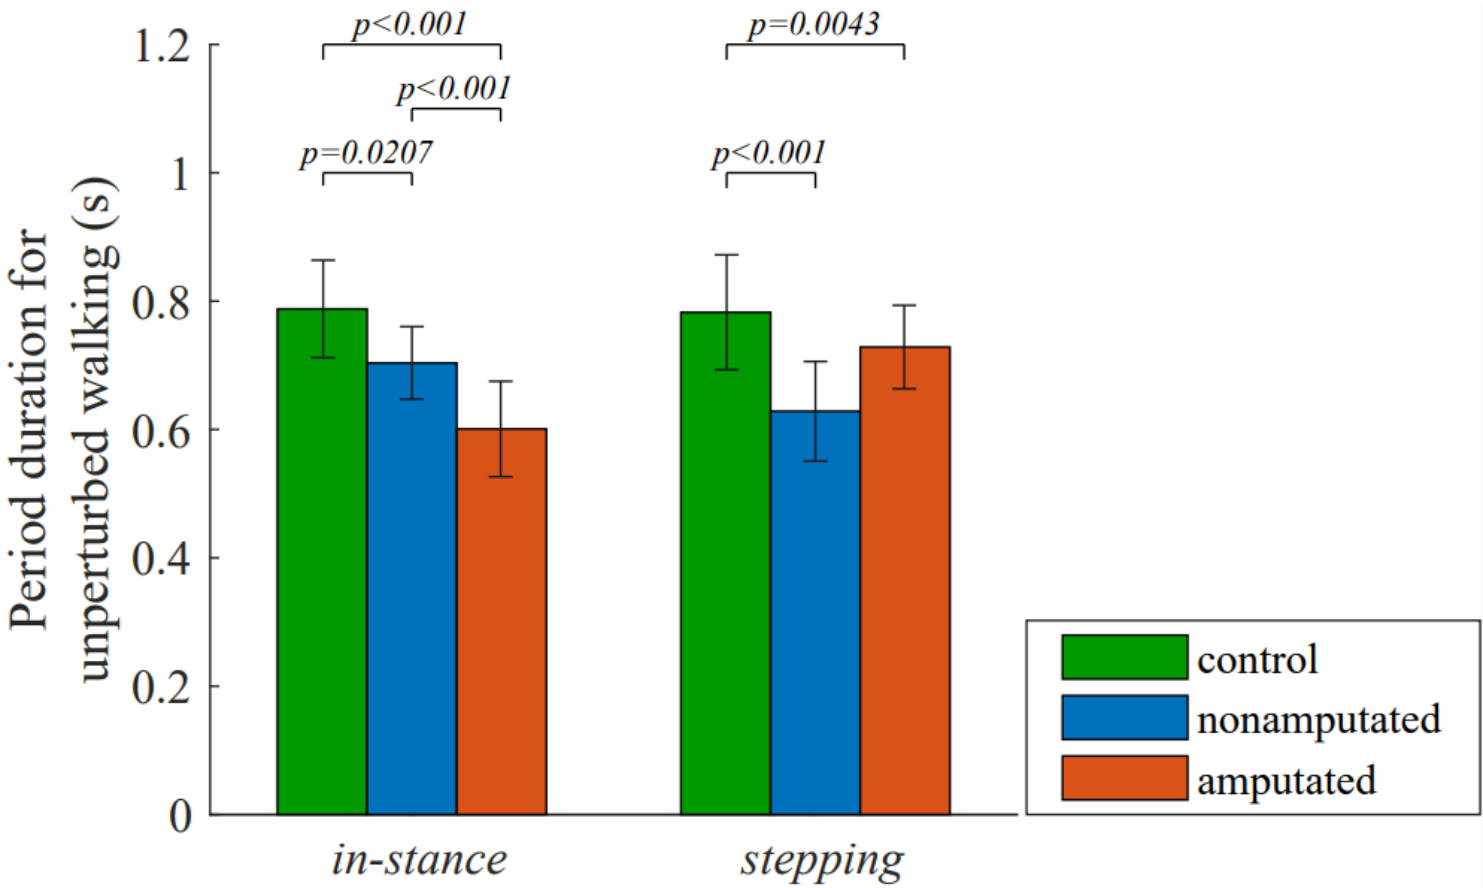 Period duration for
unperturbed walking (s)
1.2
1
0.8
0.6
0.4
0.2
0
p<0.001
p<0.001
p=0.0207
p=0.0043
p<0.001
in-stance
stepping
control
nonamputated
amputated